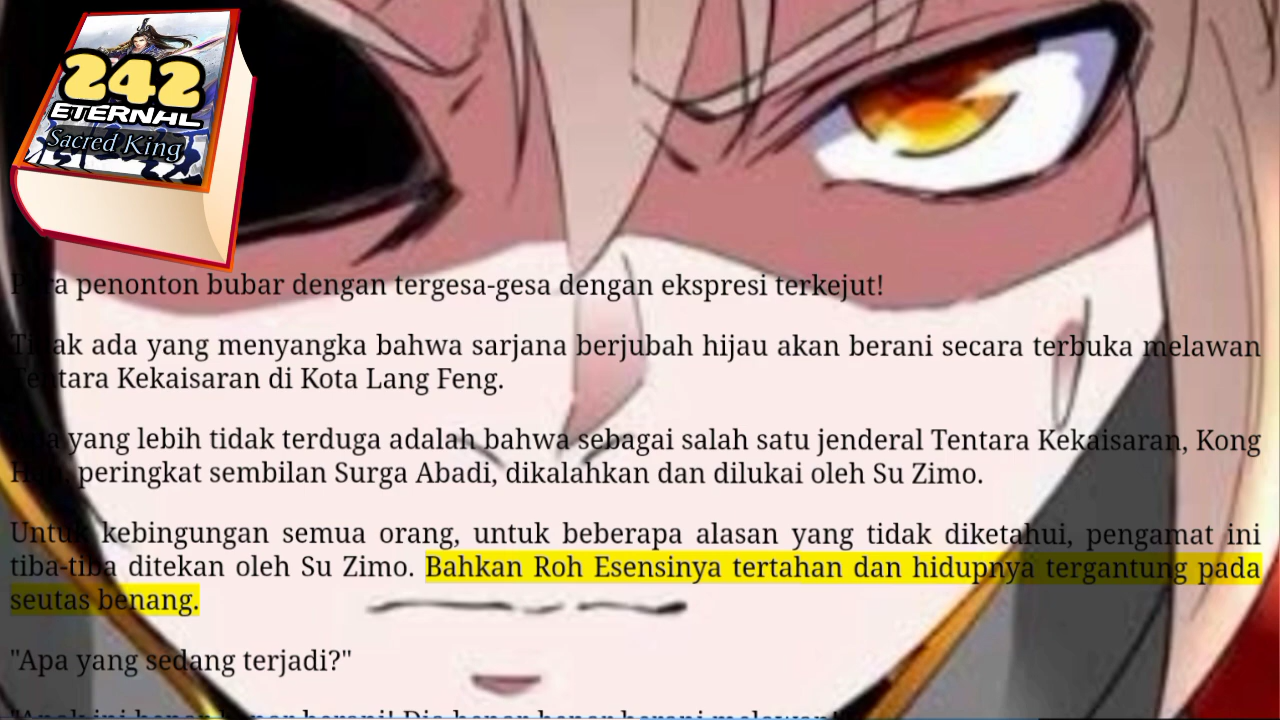 242
ETERNAL
Sacred King
Para penonton bubar dengan tergesa-gesa dengan ekspresi terkejut!
Tidak ada yang menyangka bahwa sarjana berjubah hijau akan berani secara terbuka melawan
Tentara Kekaisaran di Kota Lang Feng.
yang lebih tidak terduga adalah bahwa sebagai salah satu jenderal Tentara Kekaisaran, Kong
peringkat sembilan Surga Abadi, dikalahkan dan dilukai oleh Su Zimo.
Untuk kebingungan semua orang, untuk beberapa alasan yang tidak diketahui, pengamat ini
tiba-tiba ditekan oleh Su Zimo. Bahkan Roh Esensinya tertahan dan hidupnya tergantung pada
seutas benang.
"Apa yang sedang terjadi?"